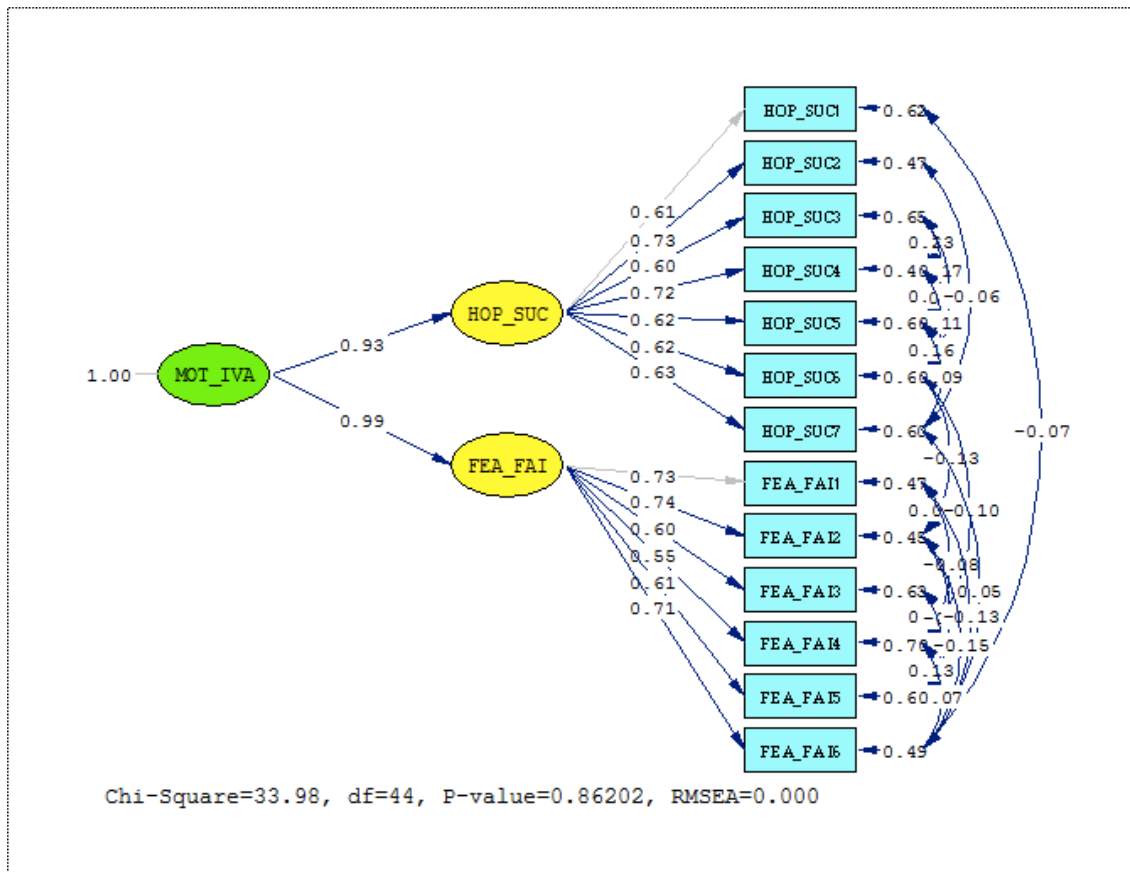 HOP_SUC1
0.62
HOP_SUC2
0.47
HOP_SUC3
0.65
0.61
0.73
0.23
HOP_SUC4
0.60
0.17
0.72
-0.06
HOP_SUC
HOP_SUC5
0.11
0.62
0.93
0.16
0.62
HOP_SUC6
0.09
1.00
MOT_IVA
0.63
0.99
HOP_SUC7
0.60
-0.07
-0.13
FEA_FAI
0.73
FEA_FAI1
0.47
0.74
-0.10
0.60
FEA_FAI2
0.55
-0.08
0.61
FEA_FAI3
0.63
0.05
0.71
-0.13
FEA_FAI4
-0.15
0.13
FEA_FAI5
0.60
0.07
FEA_FAI6
0.49
Chi-Square=33.98, df=44, P-value=0.86202, RMSEA=0.000